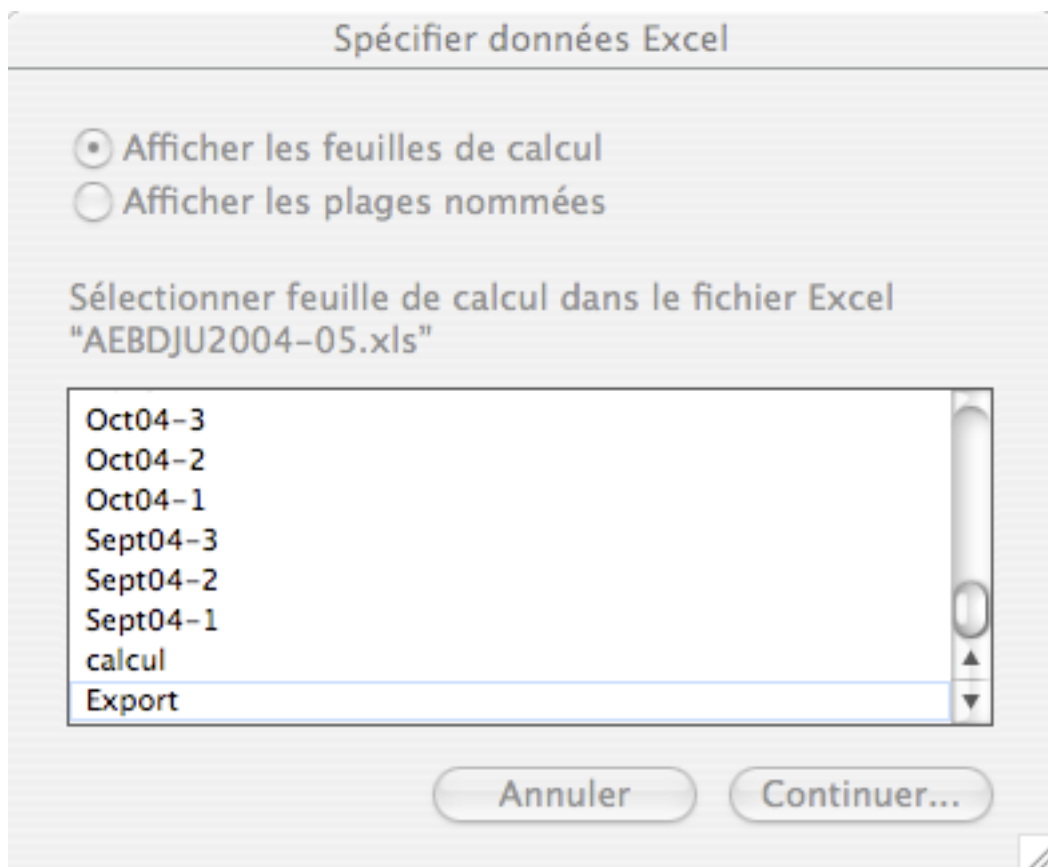 Spécifier données Excel
Afficher les feuilles de calcul
Afficher les plages nommées
Sélectionner feuille de calcul dans le fichier Excel
"AEBDJU2004-05.xls"
Oct04-3
Oct04-2
Oct04-1
Sept04-3
Sept04-2
Sept04-1
calcul
Export
Annuler
Continuer...